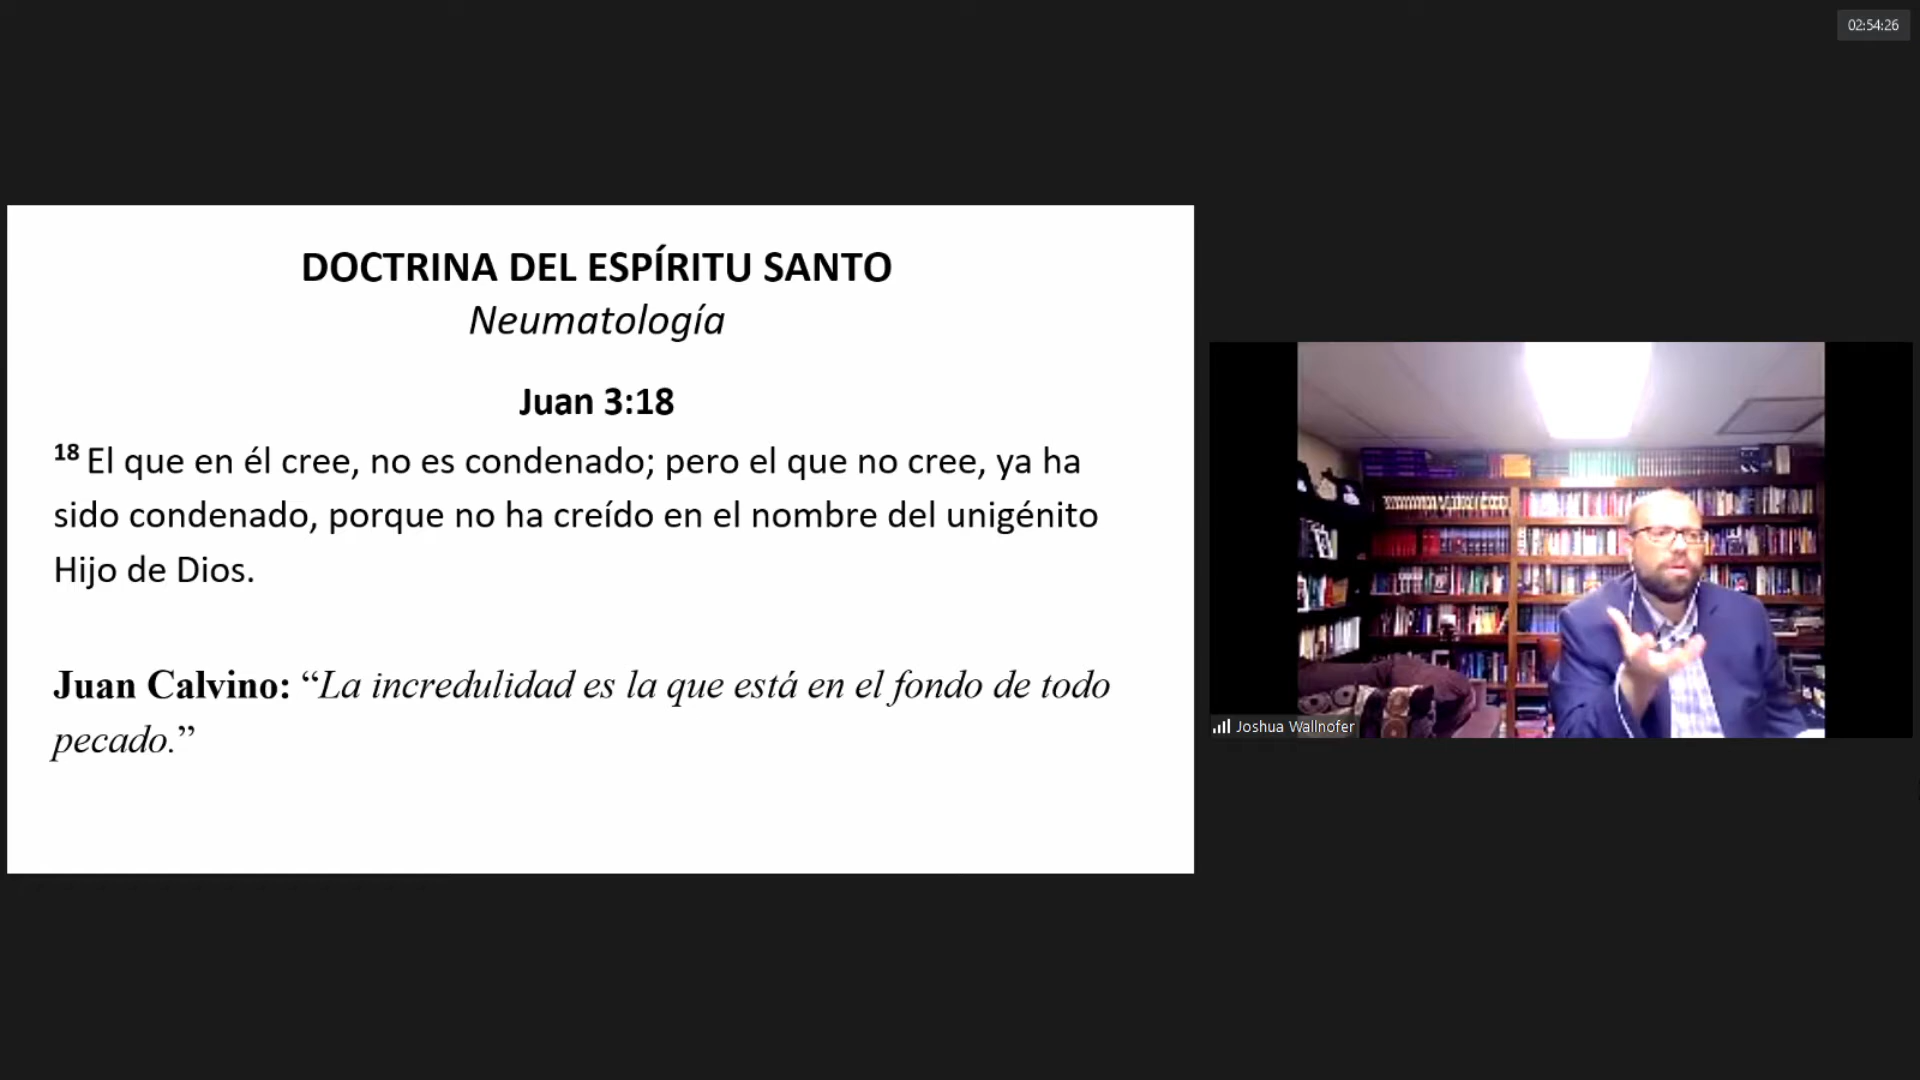 02:54:26
DOCTRINA DEL ESPÍRITU SANTO
Neumatología
Juan 3:18
18 El que en él cree, no es condenado; pero el que no cree, ya ha
sido condenado, porque no ha creído en el nombre del unigénito
Hijo de Dios.
Juan Calvino: “La incredulidad es la que está en el fondo de todo
pecado.”
Joshua Wallnofer